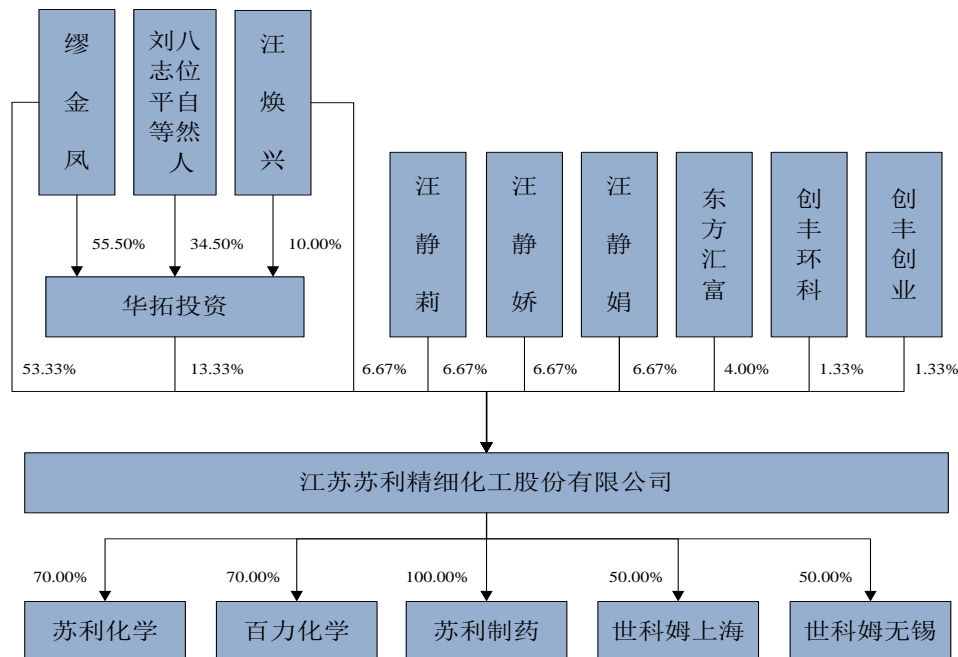 缪金凤
刘志平等
八位自然人
汪焕兴
55.50%
34.50%
10.00%
华拓投资
汪静莉
汪静娇
汪静娟
东方汇富
创丰环科
创丰创业
53.33%
13.33%
6.67%
6.67%
6.67%
6.67%
4.00%
1.33%
1.33%
江苏苏利精细化工股份有限公司
70.00%
70.00%
100.00%
50.00%
50.00%
苏利化学
百力化学
苏利制药
世科姆上海
世科姆无锡